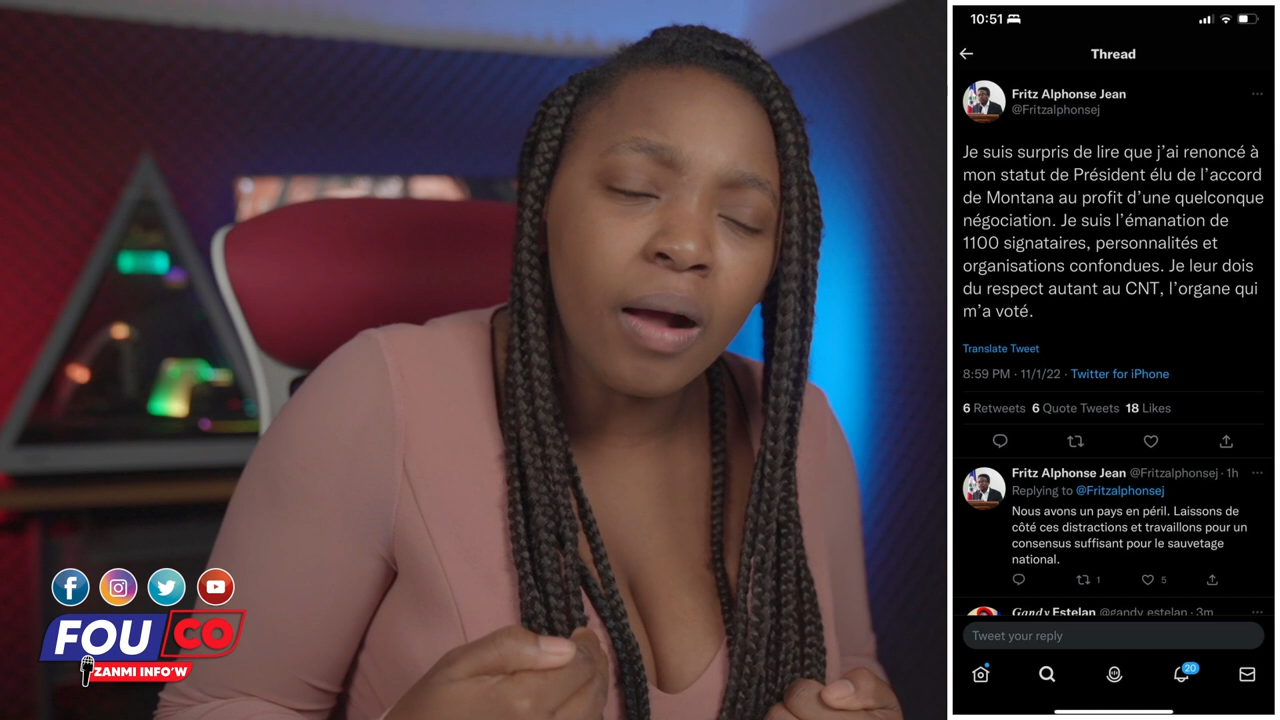 10:51
Thread
Fritz Alphonse Jean
@Fritzalphonsej
Je suis surpris de lire que j'ai renoncé à
mon statut de Président élu de l'accord
de Montana au profit d'une quelconque
négociation. Je suis l'émanation de
1100 signataires, personnalités et
organisations confondues. Je leur dois
du respect autant au CNT, l'organe qui
m'a voté.
Translate Tweet
8:59 PM · 11/1/22 · Twitter for iPhone
6 Retweets 6 Quote Tweets 18 Likes
Fritz Alphonse Jean @Fritzalphonsej · 1h
Replying to @Fritzalphonsej
Nous avons un pays en péril. Laissons de
côté ces distractions et travaillons pour un
consensus suffisant pour le sauvetage
national.
1 5
Gandy Estelan @gandy_estelan · 3m
Tweet your reply
20
FOU CO
ZANMI INFO'W